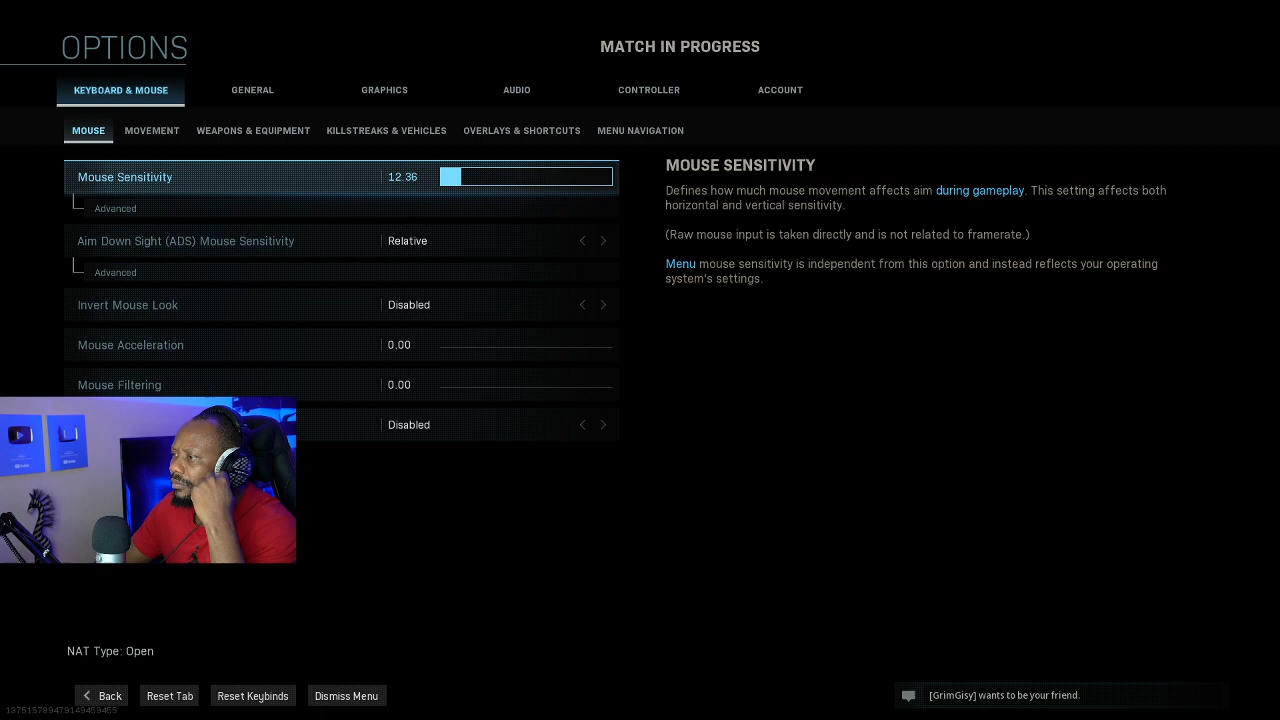 OPTIONS
MATCH IN PROGRESS
KEYBOARD & MOUSE GENERAL GRAPHICS AUDIO CONTROLLER ACCOUNT
MOUSE MOVEMENT WEAPONS & EQUIPMENT KILLSTREAKS & VEHICLES OVERLAYS & SHORTCUTS MENU NAVIGATION
Mouse Sensitivity 12.36
Advanced
Aim Down Sight (ADS) Mouse Sensitivity Relative
Advanced
Invert Mouse Look Disabled
Mouse Acceleration 0.00
Mouse Filtering 0.00
Disabled
MOUSE SENSITIVITY
Defines how much mouse movement affects aim during gameplay. This setting affects both
horizontal and vertical sensitivity.
(Raw mouse input is taken directly and is not related to framerate.)
Menu mouse sensitivity is independent from this option and instead reflects your operating
system's settings.
NAT Type: Open
Back Reset Tab Reset Keybinds Dismiss Menu
[GrimGisy] wants to be your friend.